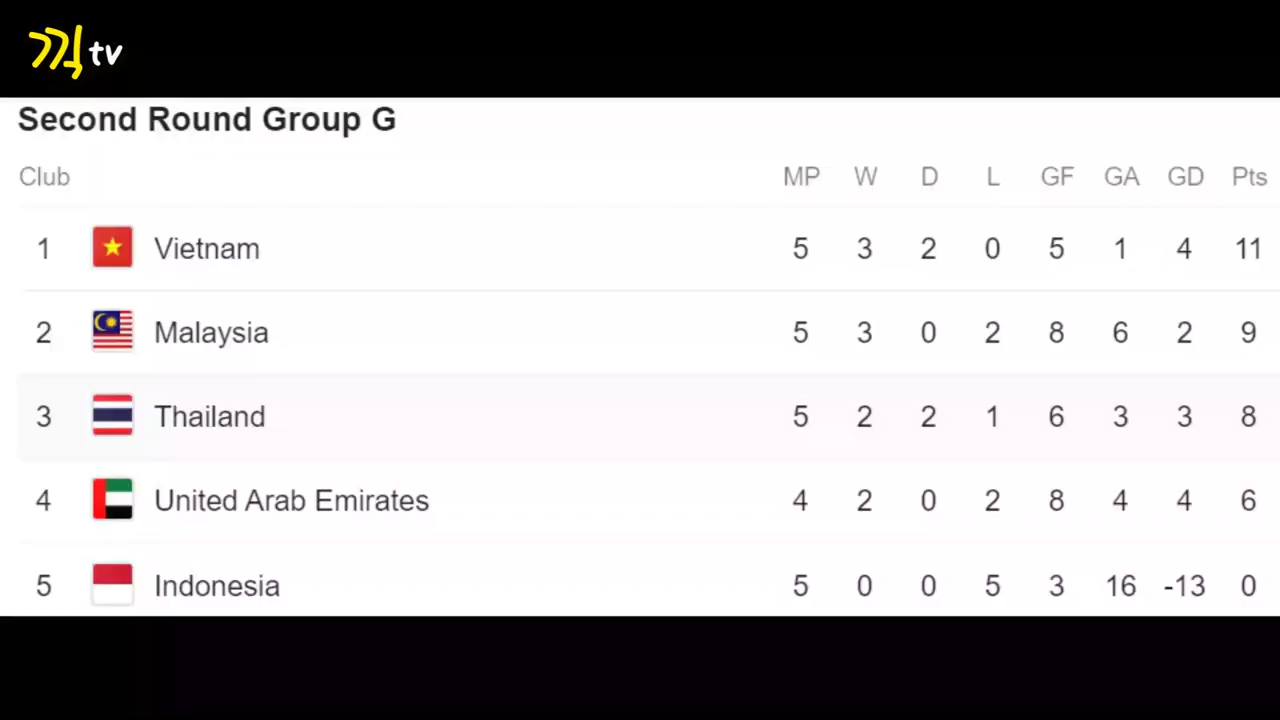 tv
Second Round Group G
Club MP W D L GF GA GD Pts
1 Vietnam 5 3 2 0 5 1 4 11
2 Malaysia 5 3 0 2 8 6 2 9
3 Thailand 5 2 2 1 6 3 3 8
4 United Arab Emirates 4 2 0 2 8 4 4 6
5 Indonesia 5 0 0 5 3 16 -13 0